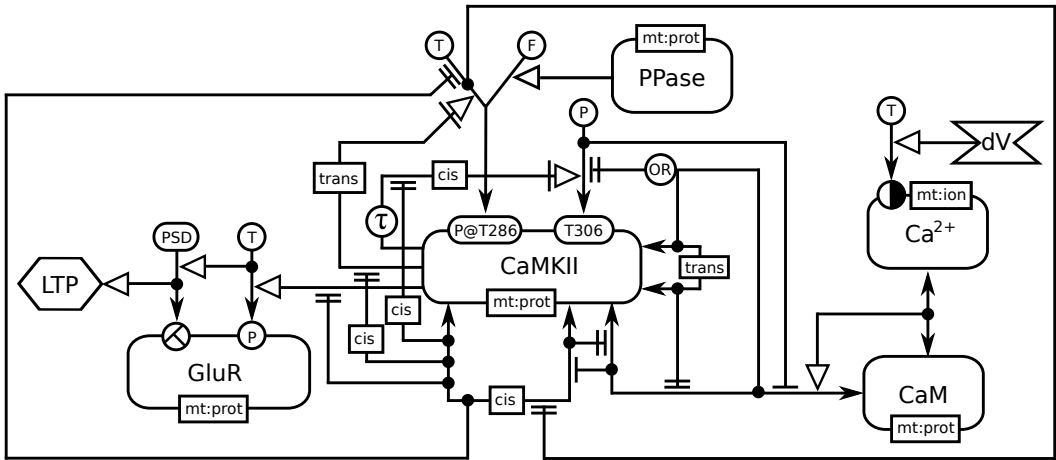 mt:prot
T
F
PPase
P
T
dV
trans
cis
OR
mt:ion
τ
P@T286
T306
Ca2+
PSD
T
CaMKII
trans
LTP
mt:prot
cis
cis
P
GluR
CaM
cis
mt:prot
mt:prot